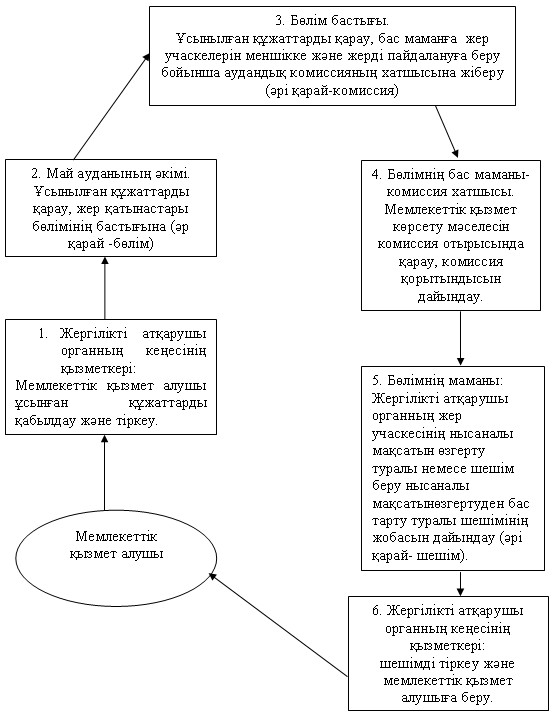 3. Бөлім бастығы.
Ұсынылған құжаттарды қарау, бас маманға жер
учаскелерін меншікке және жерді пайдалануға беру
бойынша аудандық комиссияның хатшысына жіберу
(әрі қарай-комиссия)
2. Май ауданының әкімі.
Ұсынылған құжаттарды
қарау, жер қатынастары
бөлімінің бастығына (әр
қарай -бөлім)
4. Бөлімнің бас маманы-
комиссия хатшысы.
Мемлекеттік қызмет
көрсету мәселесін
комиссия отырысында
қарау, комиссия
қорытындысын
дайындау.
1. Жергілікті атқарушы
органның кеңесінің
қызметкері:
Мемлекеттік қызмет алушы
ұсынған құжаттарды
қабылдау және тіркеу.
5. Бөлімнің маманы:
Жергілікті атқарушы
органның жер
учаскесінің нысаналы
мақсатын өзгерту
туралы немесе шешім
беру нысаналы
мақсатынөзгертуден бас
тарту туралы шешімінің
жобасын дайындау (әрі
қарай- шешім).
Мемлекеттік
қызмет алушы
6. Жергілікті атқарушы
органның кеңесінің
қызметкері:
шешімді тіркеу және
мемлекеттік қызмет
алушыға беру.